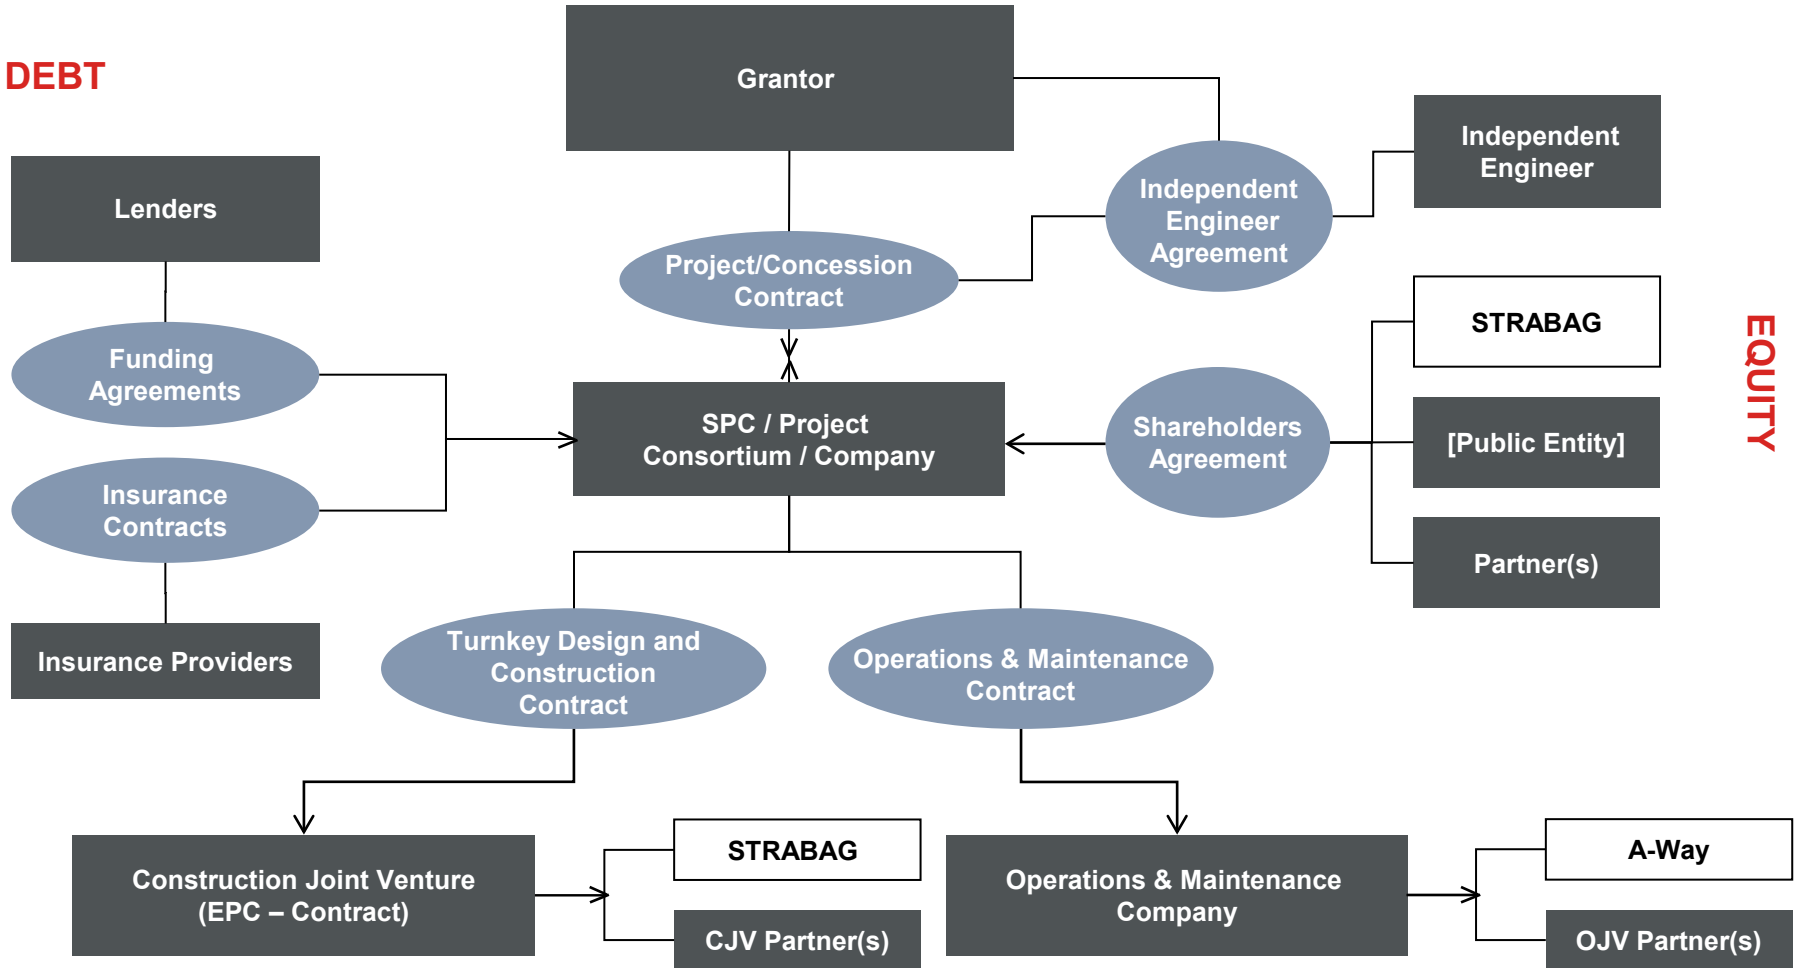 DEBT
Grantor
Independent
Engineer
Independent
Engineer
Agreement
Lenders
Project/Concession
Contract
STRABAG
EQUITY
Funding
Agreements
SPC / Project
Consortium / Company
Shareholders
Agreement
[Public Entity]
Insurance
Contracts
Partner(s)
Insurance Providers
Turnkey Design and
Construction
Contract
Operations & Maintenance
Contract
Construction Joint Venture
(EPC – Contract)
STRABAG
CJV Partner(s)
Operations & Maintenance
Company
A-Way
OJV Partner(s)